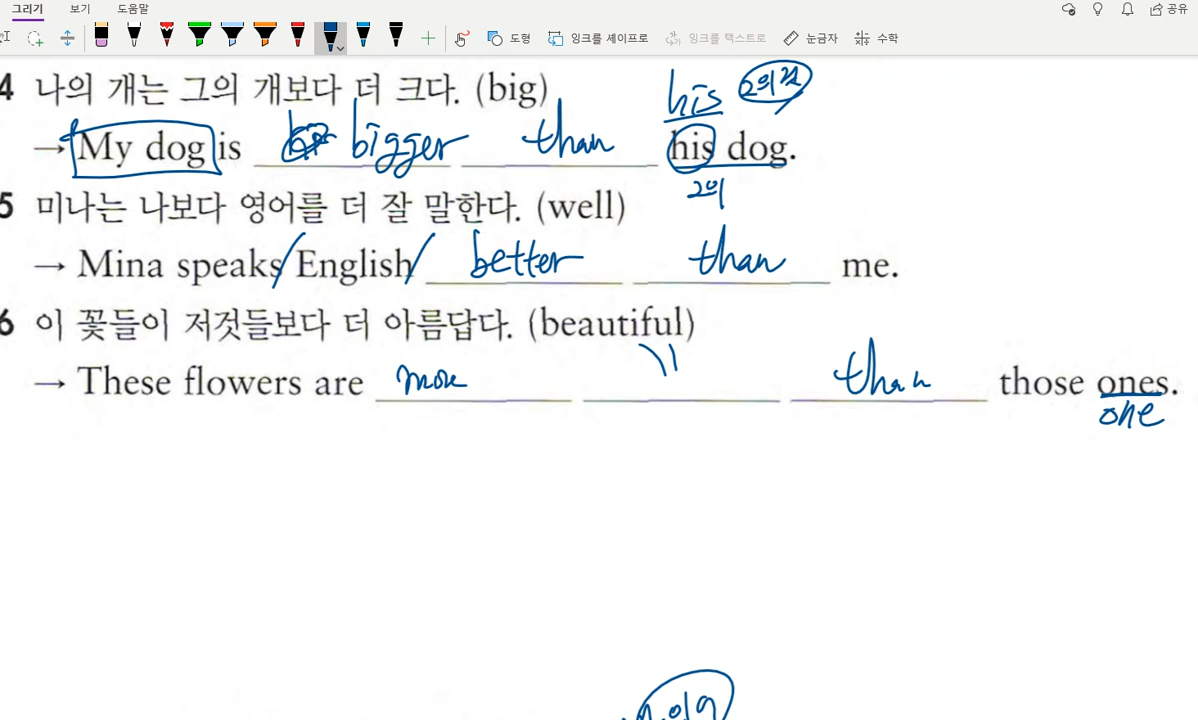 그리기 보기 도움말 공유
도형 잉크를 셰이프로 잉크를 텍스트로 눈금자 수학
4 나의 개는 그의 개보다 더 크다. (big)
his 그의 것
→ My dog is bigger than his dog.
그의
5 미나는 나보다 영어를 더 잘 말한다. (well)
→ Mina speaks / English / better than me.
6 이 꽃들이 저것들보다 더 아름답다. (beautiful)
→ These flowers are more " than those ones.
one